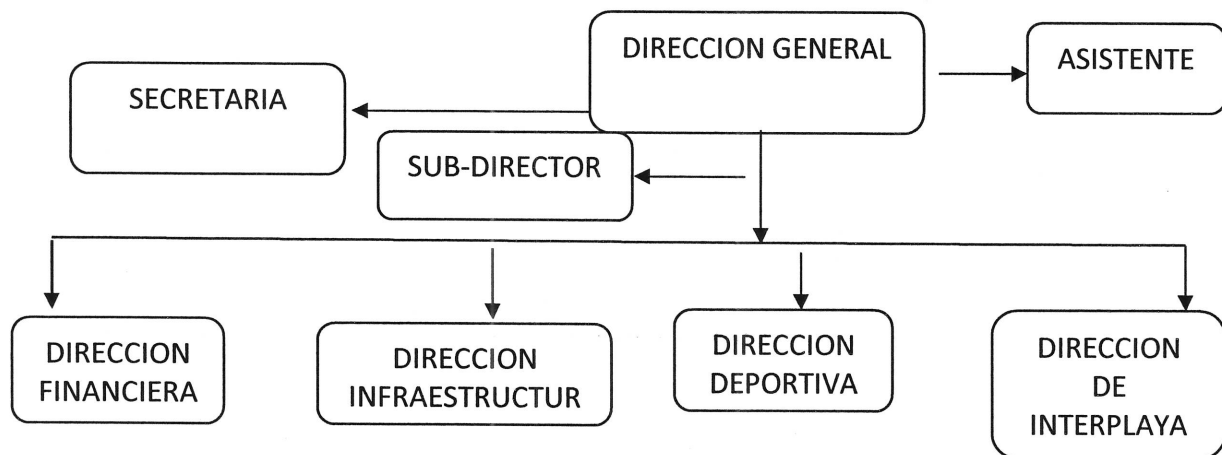 DIRECCION GENERAL
ASISTENTE
SECRETARIA
SUB-DIRECTOR
DIRECCION
FINANCIERA
DIRECCION
INFRAESTRUCTUR
DIRECCION
DEPORTIVA
DIRECCION
DE
INTERPLAYA